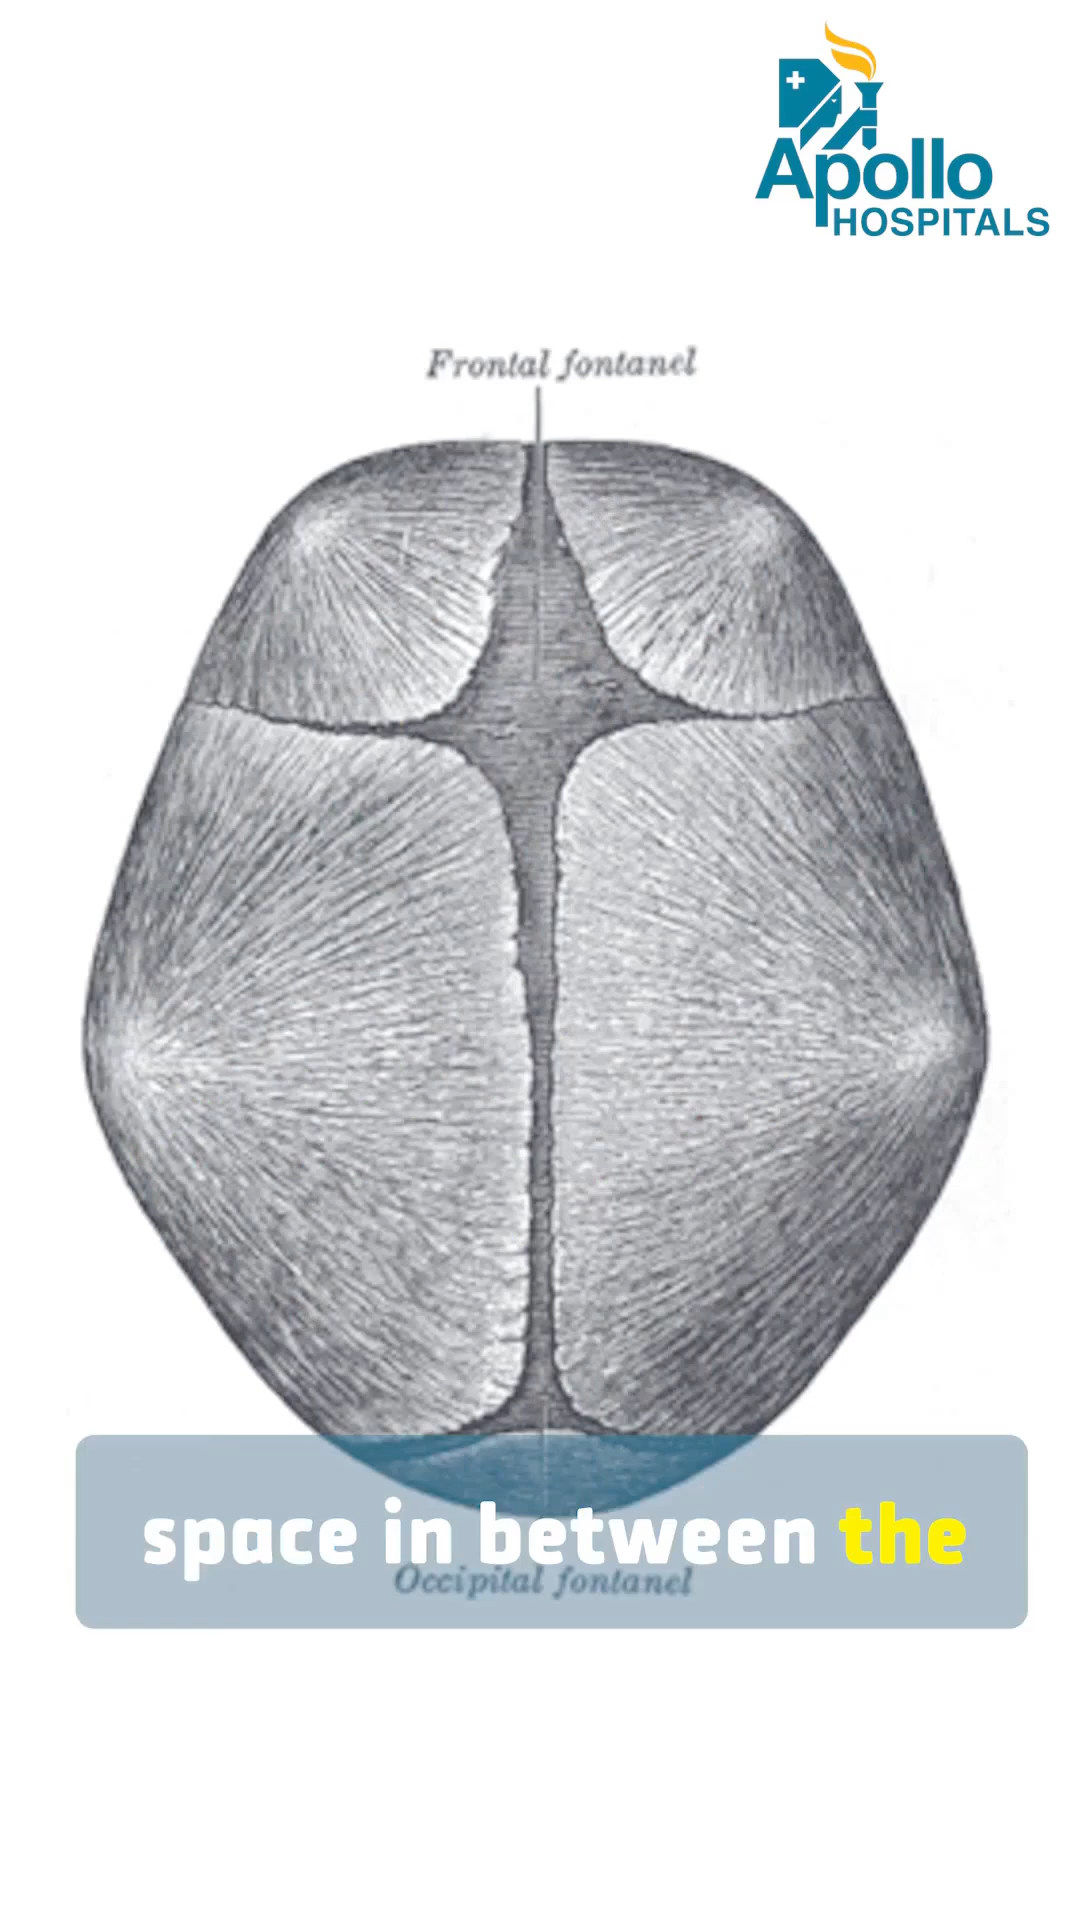 Apollo
HOSPITALS
Frontal fontanel
space in between the
Occipital fontanel